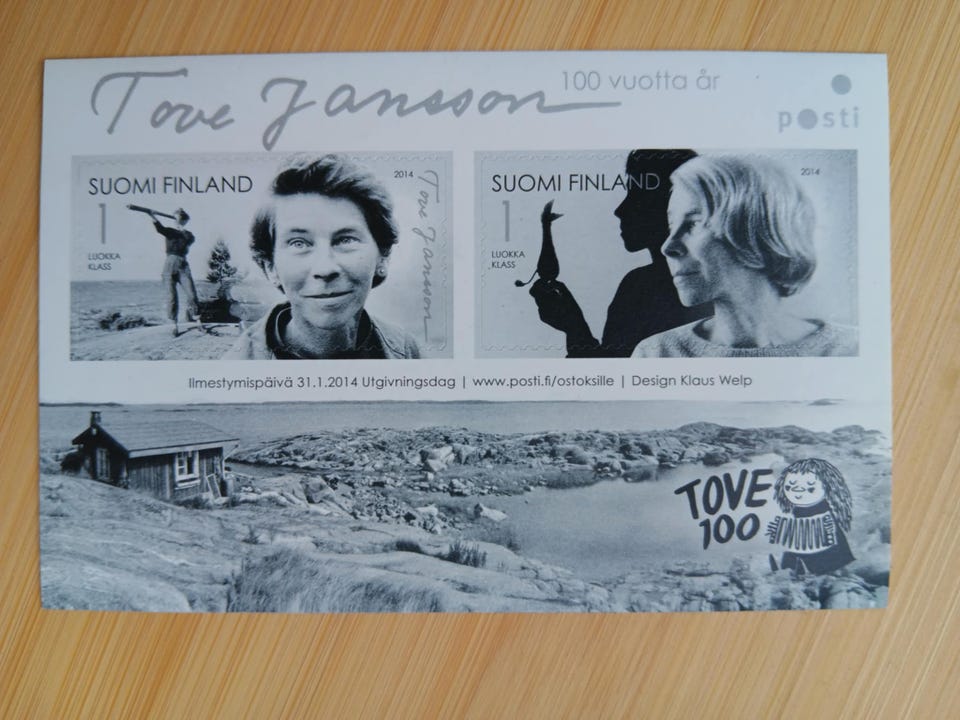 Tove Jansson
100 vuotta år
posti
SUOMI FINLAND
2014
1
LUOKKA
KLASS
Tove Jansson
SUOMI FINLAND
2014
1
LUOKKA
KLASS
Ilmestymispäivä 31.1.2014 Utgivningsdag | www.posti.fi/ostoksille | Design Klaus Welp
TOVE
100